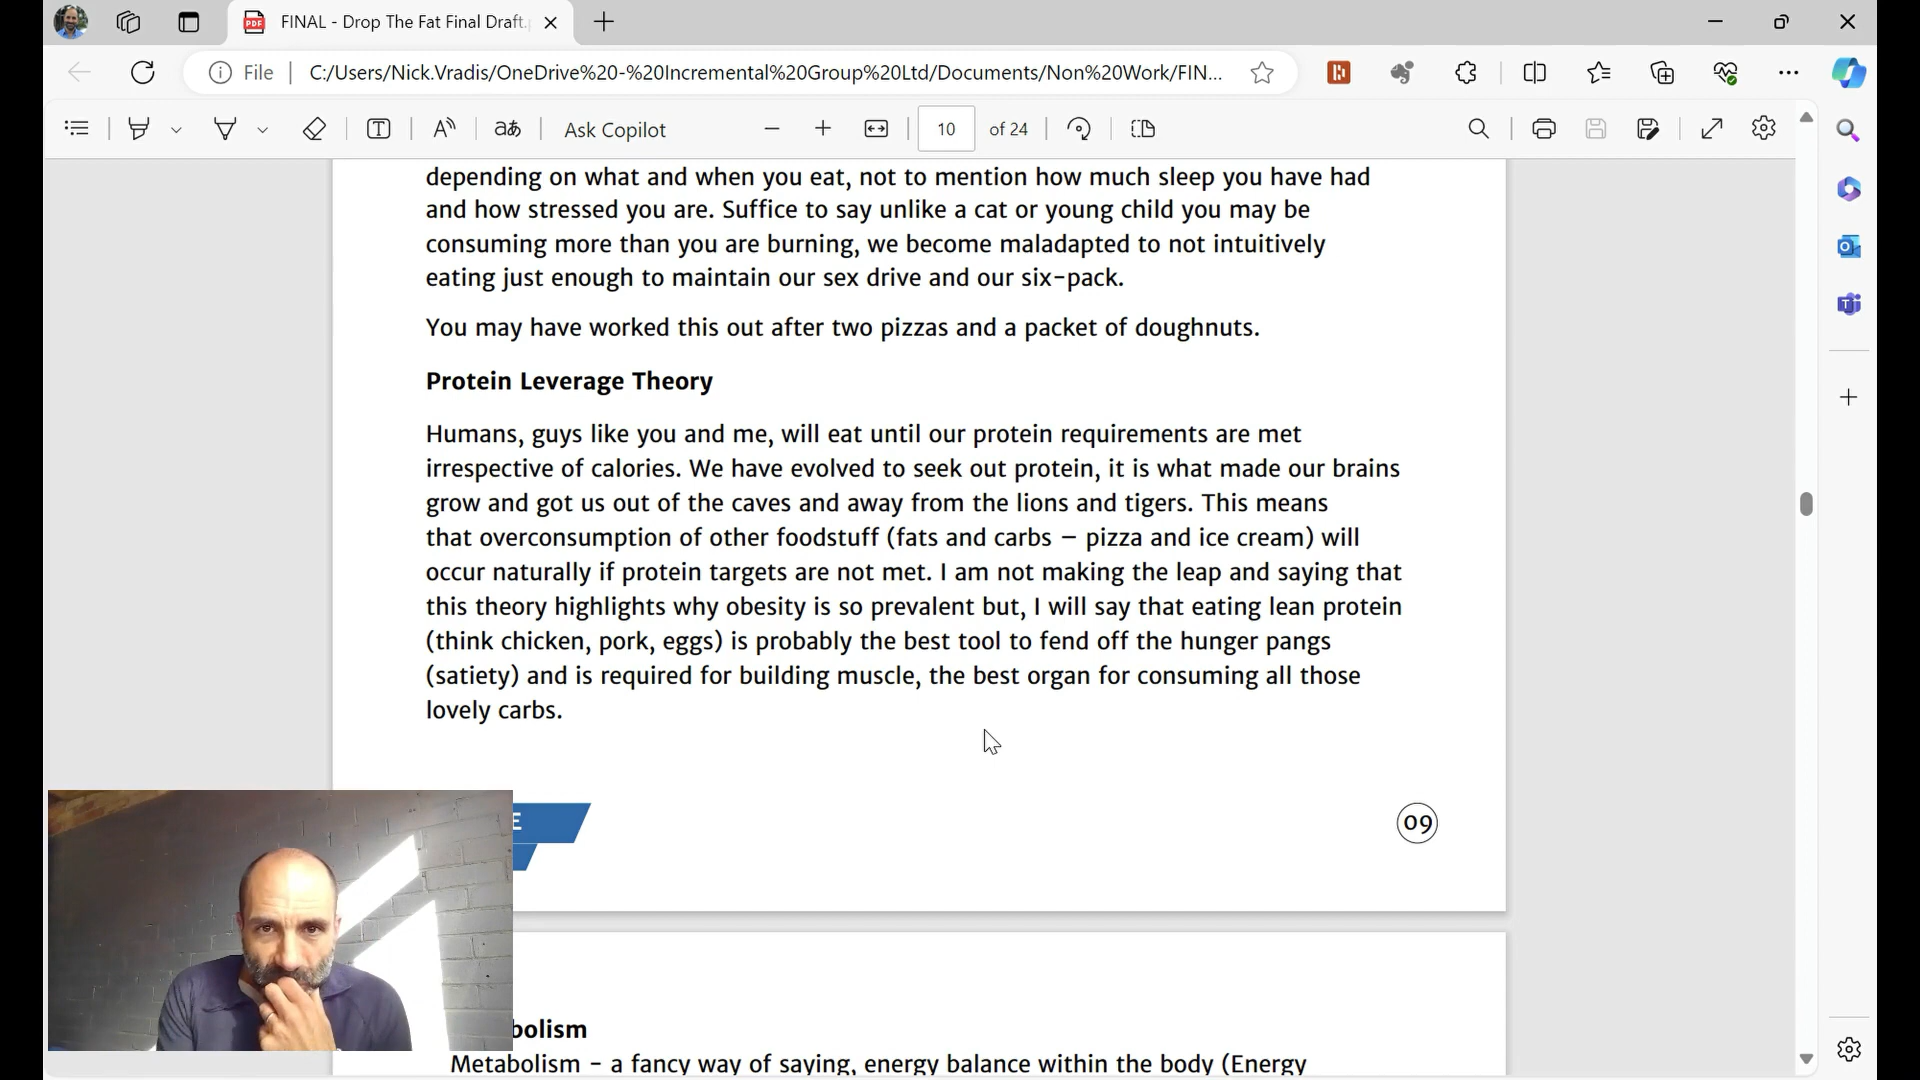 FINAL - Drop The Fat Final Draft.
File
C:/Users/Nick.Vradis/OneDrive%20-%20Incremental%20Group%20Ltd/Documents/Non%20Work/FIN...
aあ
Ask Copilot
10 of 24
depending on what and when you eat, not to mention how much sleep you have had
and how stressed you are. Suffice to say unlike a cat or young child you may be
consuming more than you are burning, we become maladapted to not intuitively
eating just enough to maintain our sex drive and our six-pack.
You may have worked this out after two pizzas and a packet of doughnuts.
Protein Leverage Theory
Humans, guys like you and me, will eat until our protein requirements are met
irrespective of calories. We have evolved to seek out protein, it is what made our brains
grow and got us out of the caves and away from the lions and tigers. This means
that overconsumption of other foodstuff (fats and carbs – pizza and ice cream) will
occur naturally if protein targets are not met. I am not making the leap and saying that
this theory highlights why obesity is so prevalent but, I will say that eating lean protein
(think chicken, pork, eggs) is probably the best tool to fend off the hunger pangs
(satiety) and is required for building muscle, the best organ for consuming all those
lovely carbs.
E
09
bolism
Metabolism - a fancy way of saying, energy balance within the body (Energy